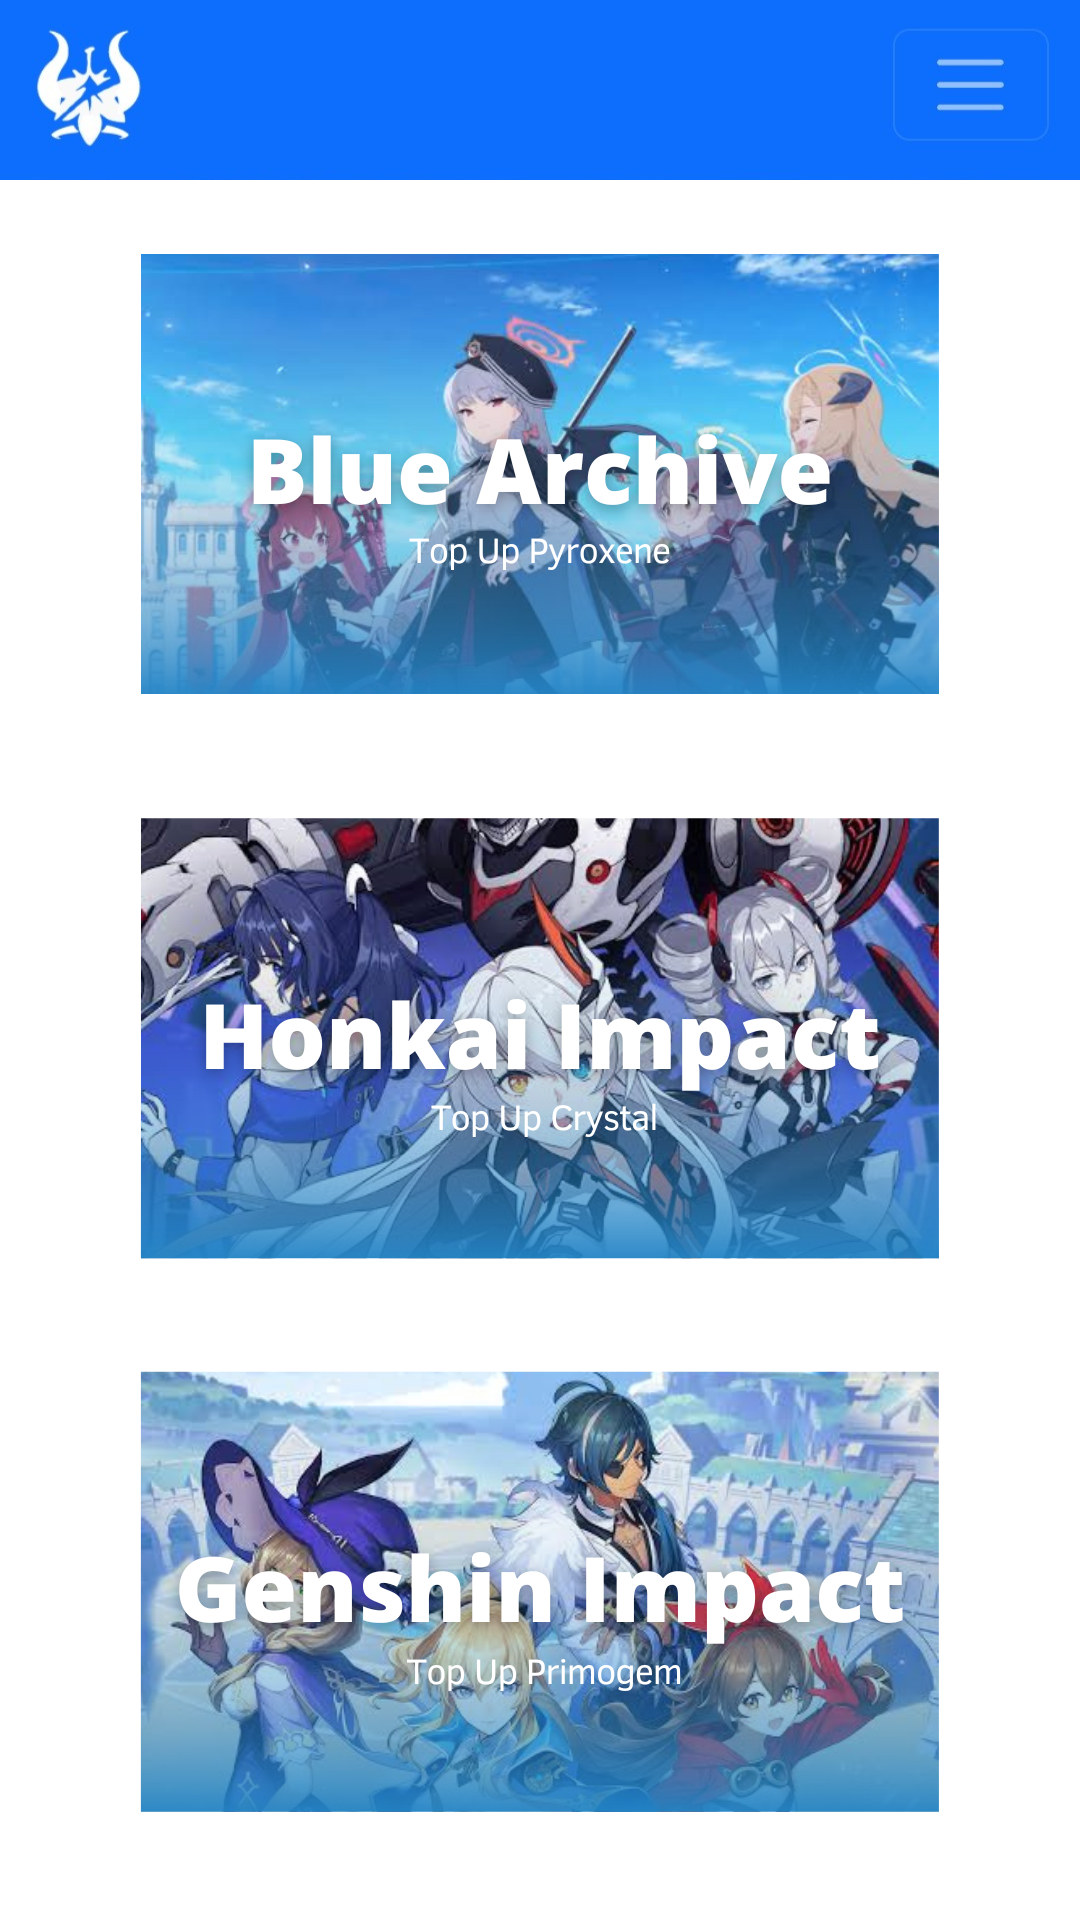 Blue Archive
Top Up Pyroxene
Honkai Impact
Top Up Crystal
Genshin Impact
Top Up Primogem